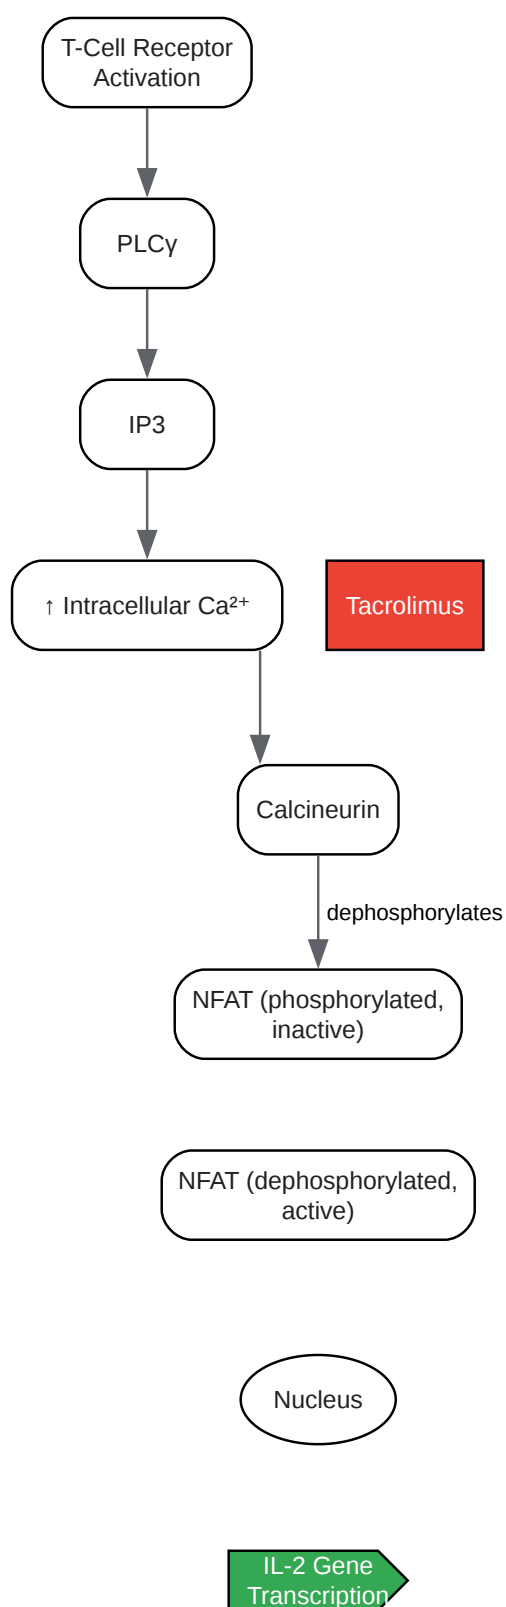 T-Cell Receptor
Activation
PLCγ
IP3
↑ Intracellular Ca²⁺
Tacrolimus
Calcineurin
dephosphorylates
NFAT (phosphorylated,
inactive)
NFAT (dephosphorylated,
active)
Nucleus
IL-2 Gene
Transcription